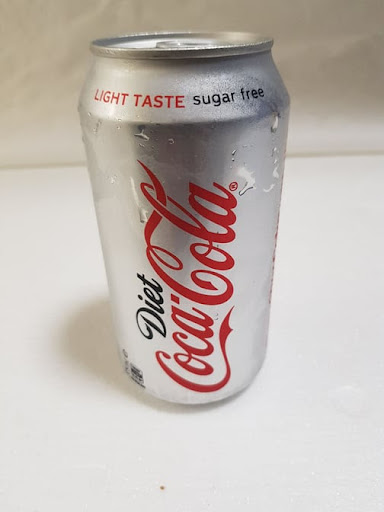 LIGHT TASTE sugar free
Diet
Coca-Cola®